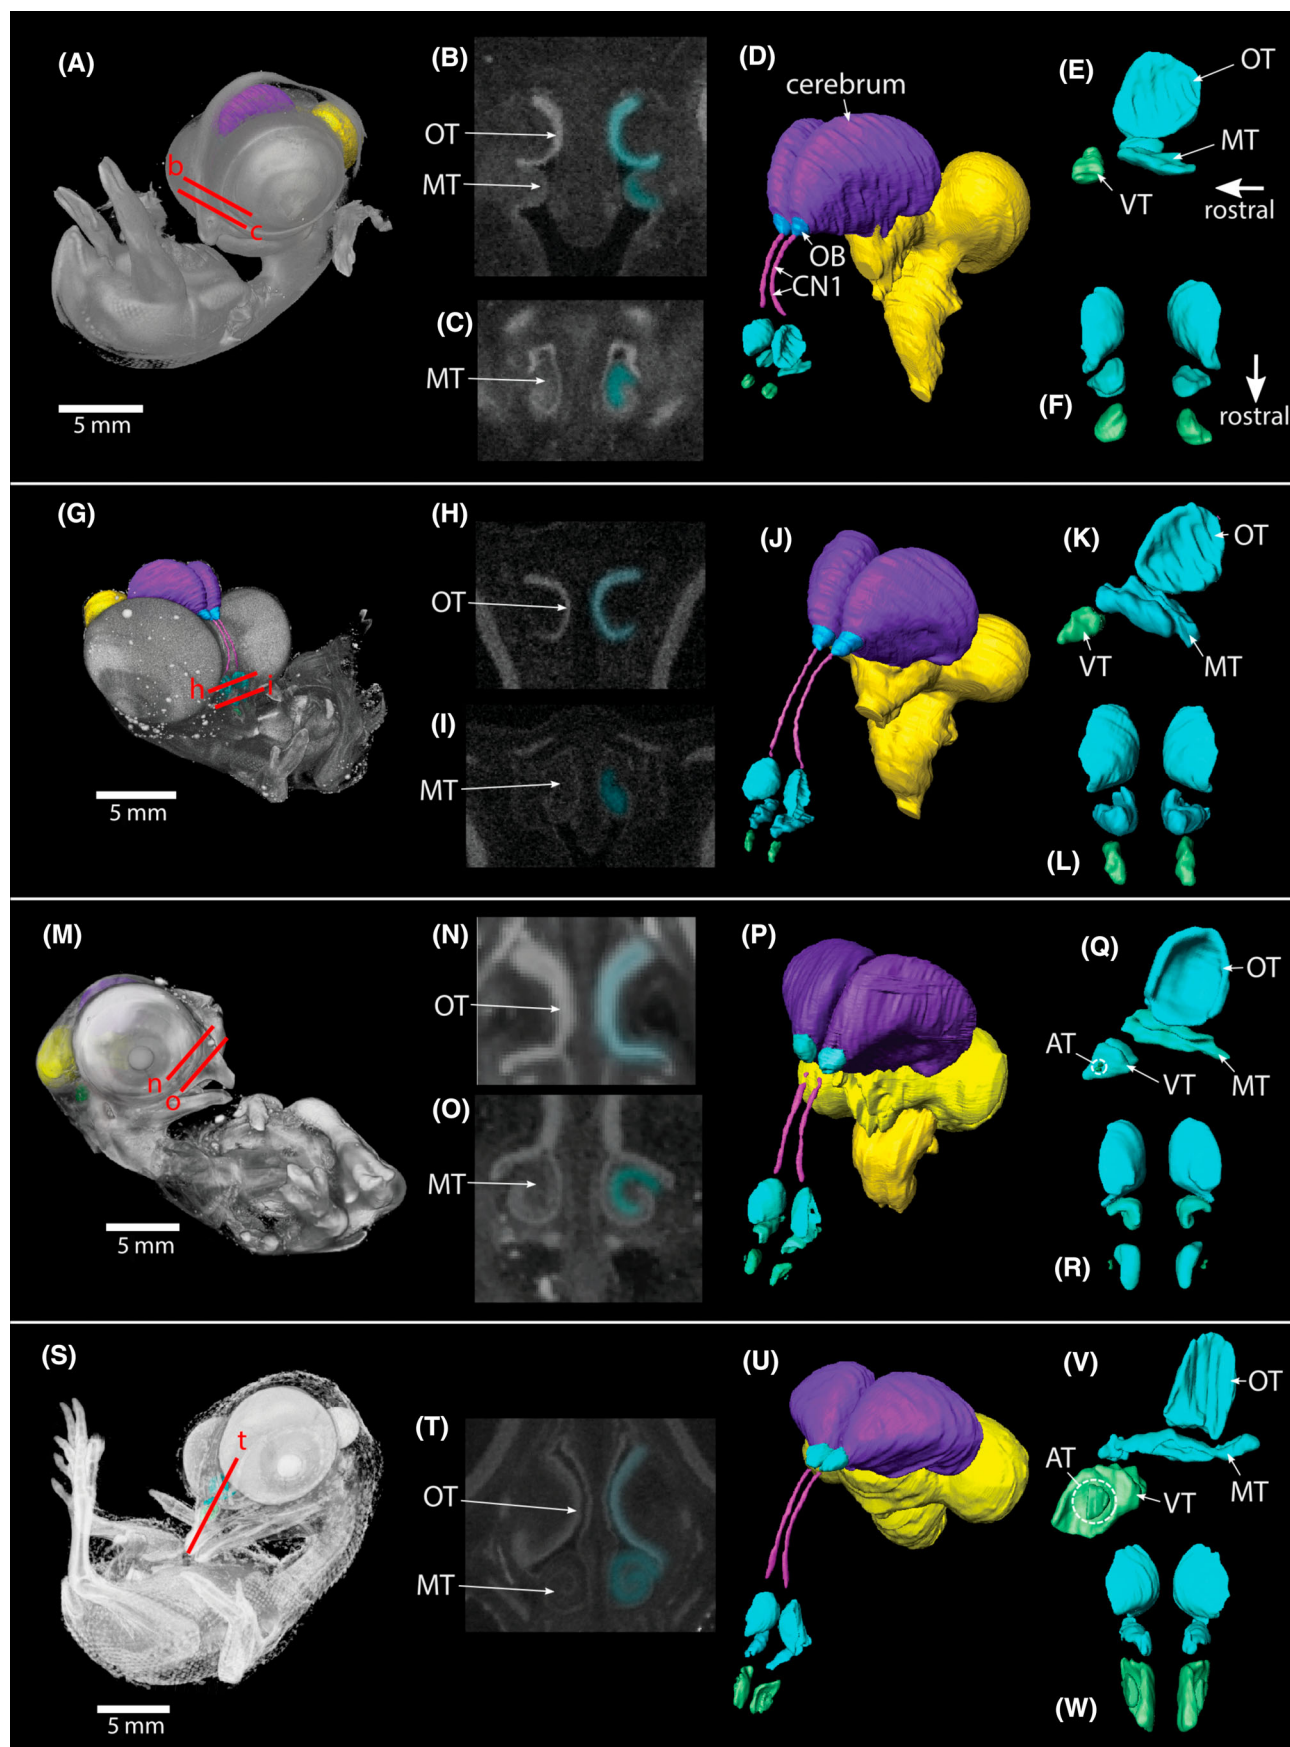 (A)
b
c
5 mm
(B)
OT
MT
(C)
MT
(D)
cerebrum
OB
CN1
(E)
OT
MT
VT
rostral
(F)
rostral
(G)
h
i
5 mm
(H)
OT
(I)
MT
(J)
(K)
OT
VT
MT
(L)
(M)
n
o
5 mm
(N)
OT
(O)
MT
(P)
(Q)
OT
AT
VT
MT
(R)
(S)
t
5 mm
(T)
OT
MT
(U)
(V)
OT
AT
VT
MT
(W)